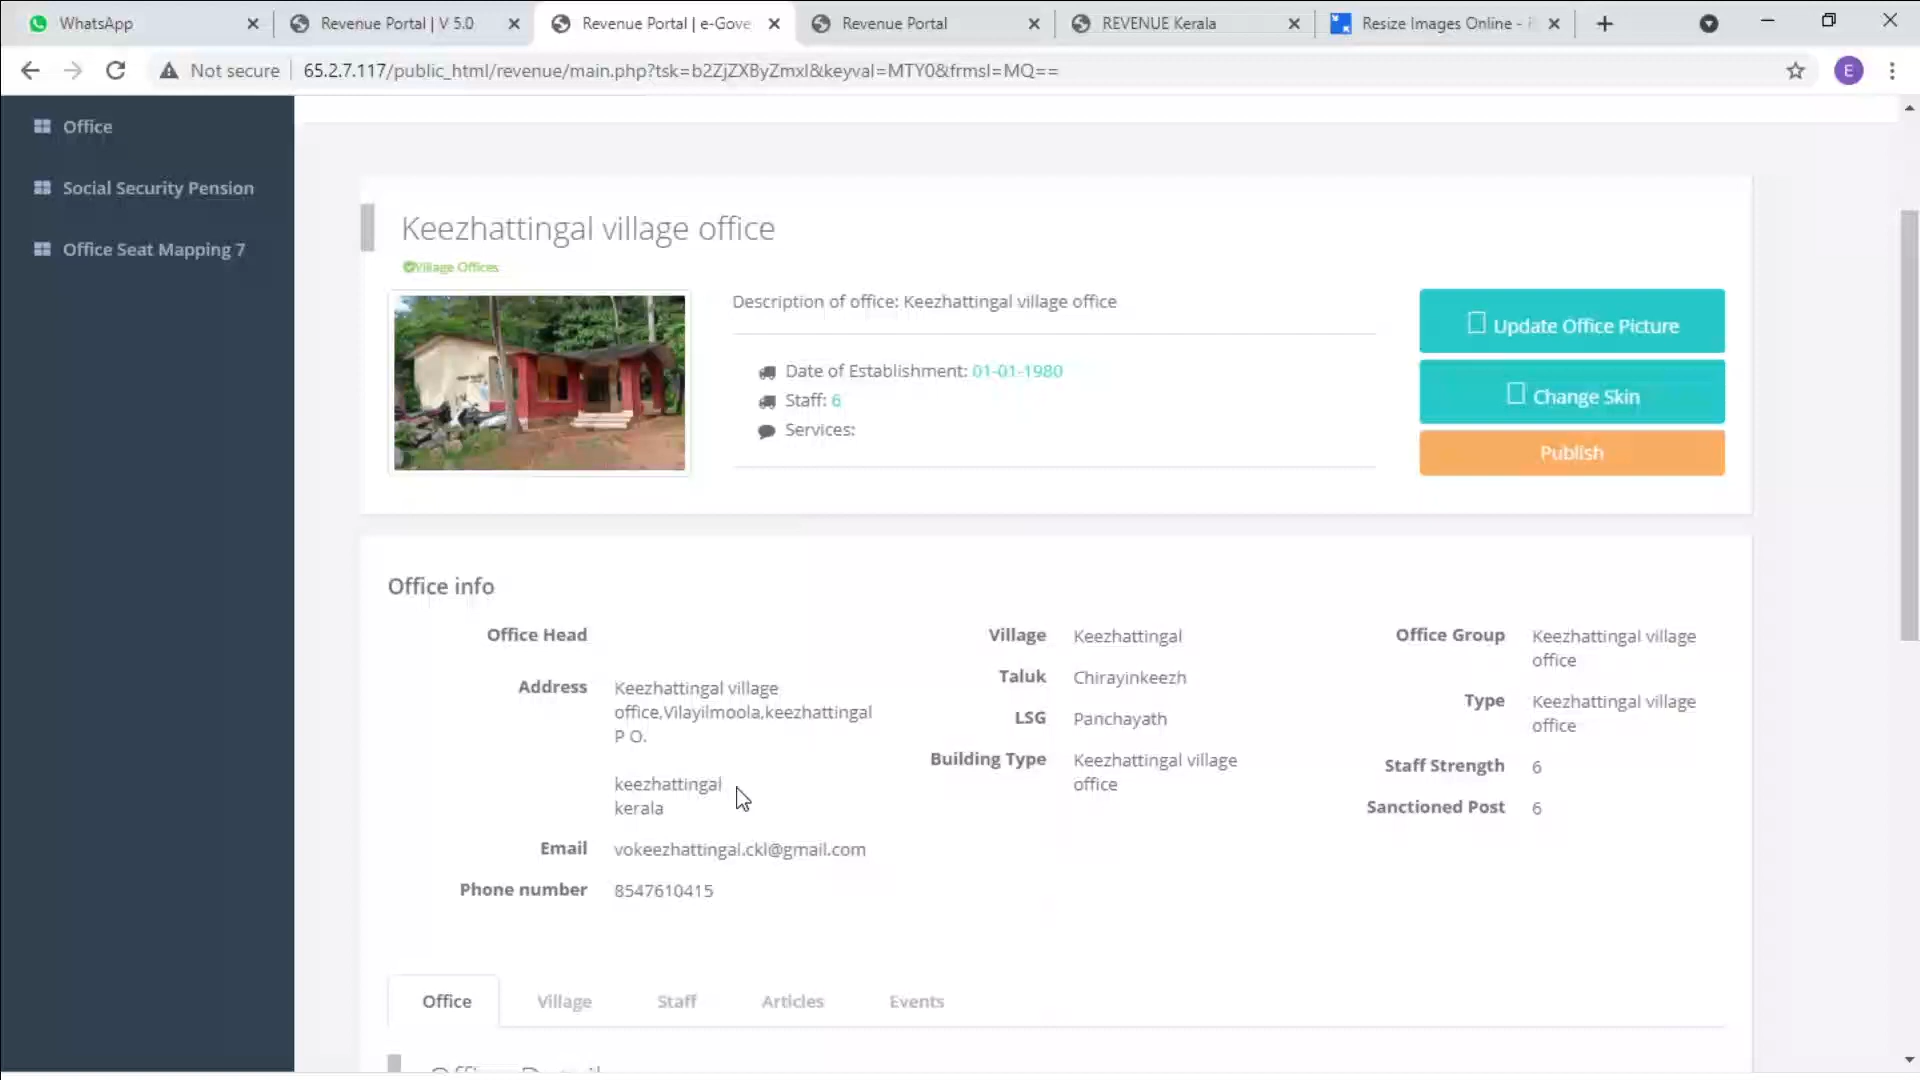 WhatsApp
Revenue Portal | V 5.0
Revenue Portal | e-Gove
Revenue Portal
REVENUE Kerala
Resize Images Online -
Not secure
65.2.7.117/public_html/revenue/main.php?tsk=b2ZjZXByZmxl&keyval=MTY0&frmsl=MQ==
E
Office
Social Security Pension
Office Seat Mapping 7
Keezhattingal village office
Village Offices
Description of office: Keezhattingal village office
Date of Establishment: 01-01-1980
Staff: 6
Services:
Update Office Picture
Change Skin
Publish
Office info
Office Head
Address
Keezhattingal village
office,Vilayilmoola,keezhattingal
P O.
keezhattingal
kerala
Email vokeezhattingal.ckl@gmail.com
Phone number 8547610415
Village Keezhattingal
Taluk Chirayinkeezh
LSG Panchayath
Building Type Keezhattingal village
office
Office Group Keezhattingal village
office
Type Keezhattingal village
office
Staff Strength 6
Sanctioned Post 6
Office Village Staff Articles Events